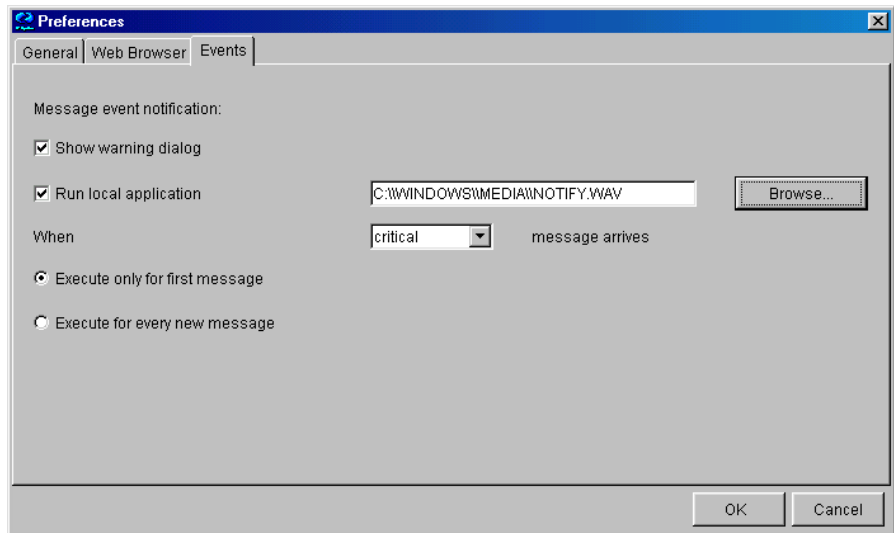 Preferences
General Web Browser Events
Message event notification:
Show warning dialog
Run local application C:\\WINDOWS\\MEDIA\\NOTIFY.WAV Browse...
When critical message arrives
Execute only for first message
Execute for every new message
OK Cancel